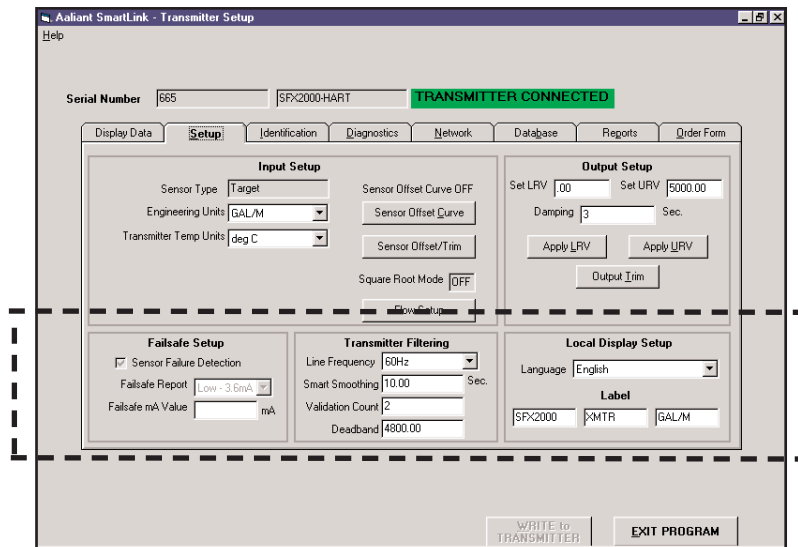 Aaliant SmartLink - Transmitter Setup
Help
Serial Number 665 SFX2000-HART TRANSMITTER CONNECTED
Display Data Setup Identification Diagnostics Network Database Reports Order Form
Input Setup
Sensor Type Target Sensor Offset Curve OFF
Engineering Units GAL/M Sensor Offset Curve
Transmitter Temp Units deg C Sensor Offset/Trim
Square Root Mode OFF
Flow Setup
Output Setup
Set LRV .00 Set URV 5000.00
Damping 3 Sec.
Apply LRV Apply URV
Output Trim
Failsafe Setup
Sensor Failure Detection
Failsafe Report Low - 3.6mA
Failsafe mA Value mA
Transmitter Filtering
Line Frequency 60Hz
Smart Smoothing 10.00 Sec.
Validation Count 2
Deadband 4800.00
Local Display Setup
Language English
Label
SFX2000 XMTR GAL/M
WRITE to
TRANSMITTER
EXIT PROGRAM